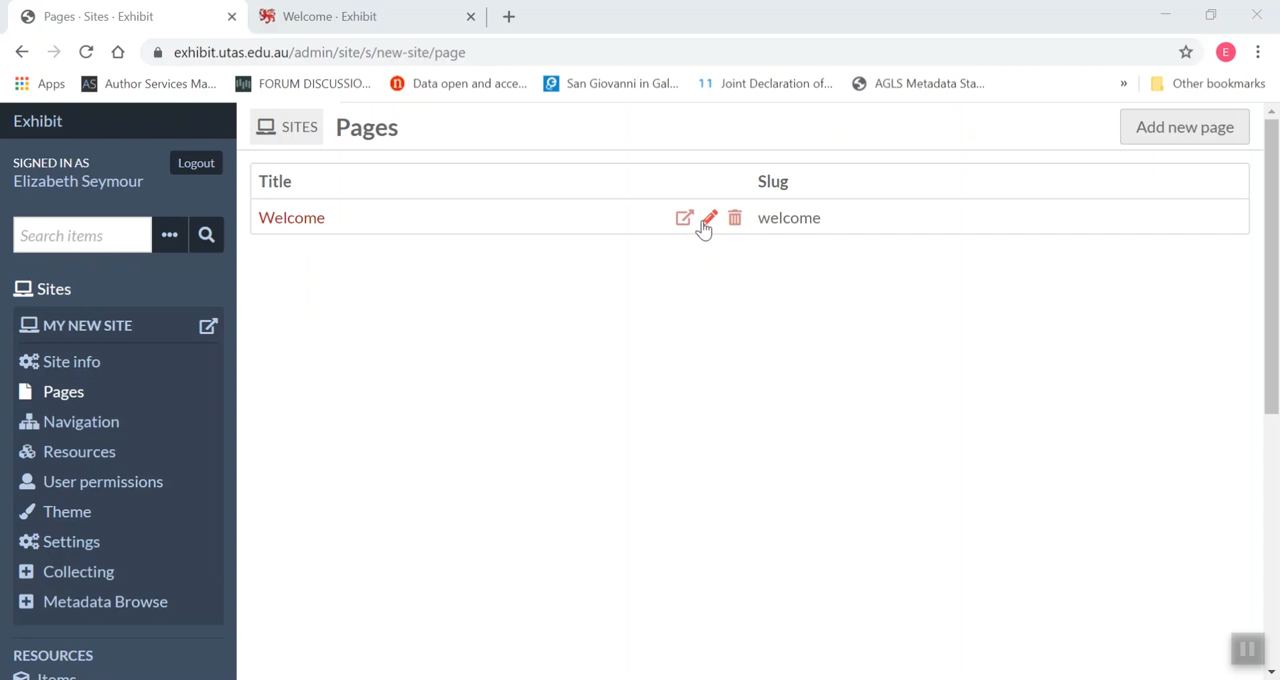 Pages · Sites · Exhibit
Welcome · Exhibit
exhibit.utas.edu.au/admin/site/s/new-site/page
E
Apps
AS Author Services Ma...
FORUM DISCUSSIO...
n Data open and acce...
San Giovanni in Gal...
11 Joint Declaration of...
AGLS Metadata Sta...
»
Other bookmarks
Exhibit
SIGNED IN AS
Elizabeth Seymour
Logout
Search items
Sites
MY NEW SITE
Site info
Pages
Navigation
Resources
User permissions
Theme
Settings
Collecting
Metadata Browse
RESOURCES
Items
SITES Pages
Add new page
Title Slug
Welcome welcome